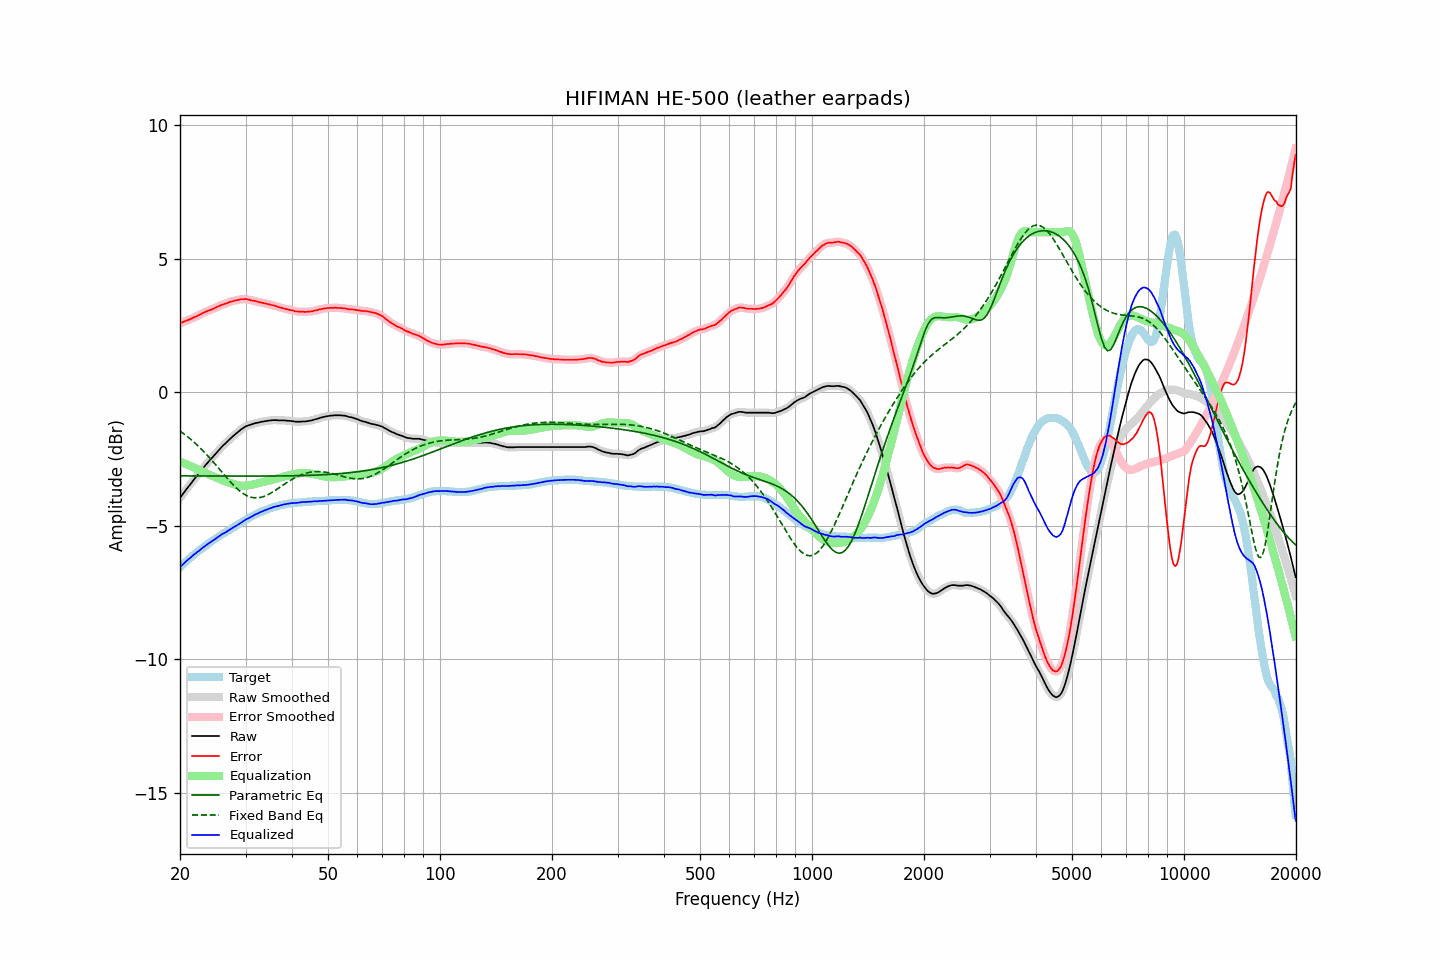 HIFIMAN HE-500 (leather earpads)
Amplitude (dBr)
10
5
0
−5
−10
−15
Target
Raw Smoothed
Error Smoothed
Raw
Error
Equalization
Parametric Eq
Fixed Band Eq
Equalized
20 50 100 200 500 1000 2000 5000 10000 20000
Frequency (Hz)